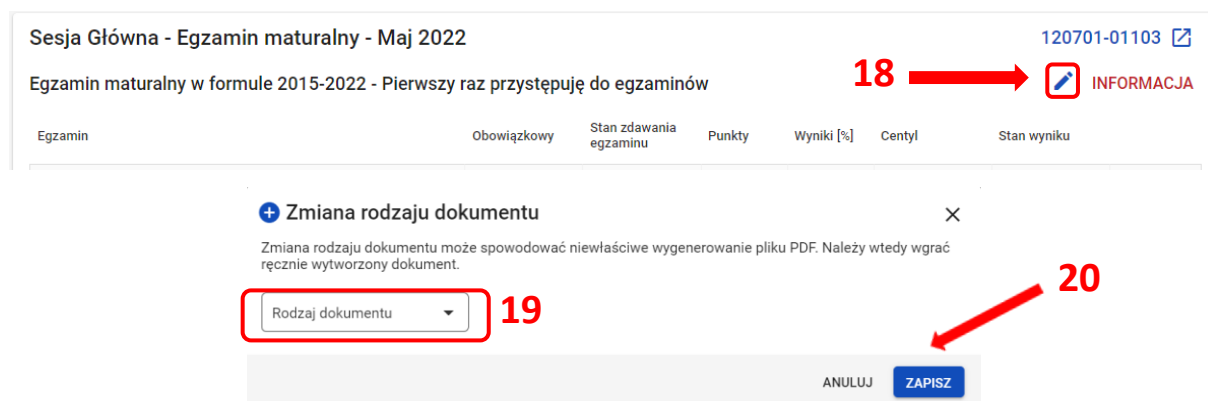 Sesja Główna - Egzamin maturalny - Maj 2022
120701-01103
Egzamin maturalny w formule 2015-2022 - Pierwszy raz przystępuję do egzaminów
18
INFORMACJA
Egzamin Obowiązkowy Stan zdawania egzaminu Punkty Wyniki [%] Centyl Stan wyniku
Zmiana rodzaju dokumentu
Zmiana rodzaju dokumentu może spowodować niewłaściwe wygenerowanie pliku PDF. Należy wtedy wgrać
ręcznie wytworzony dokument.
20
Rodzaj dokumentu
19
ANULUJ ZAPISZ